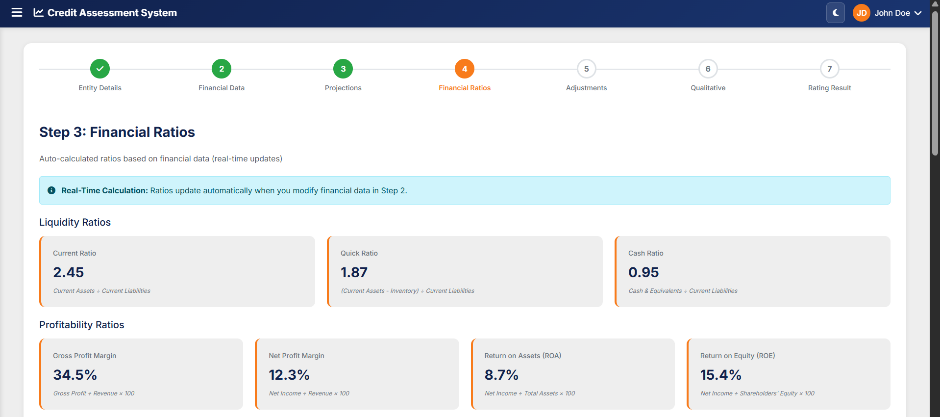 Credit Assessment System
JD John Doe
2 3 4 5 6 7
Entity Details Financial Data Projections Financial Ratios Adjustments Qualitative Rating Result
Step 3: Financial Ratios
Auto-calculated ratios based on financial data (real-time updates)
Real-Time Calculation: Ratios update automatically when you modify financial data in Step 2.
Liquidity Ratios
Current Ratio
2.45
Current Assets ÷ Current Liabilities
Quick Ratio
1.87
(Current Assets - Inventory) ÷ Current Liabilities
Cash Ratio
0.95
Cash & Equivalents ÷ Current Liabilities
Profitability Ratios
Gross Profit Margin
34.5%
Gross Profit ÷ Revenue × 100
Net Profit Margin
12.3%
Net Income ÷ Revenue × 100
Return on Assets (ROA)
8.7%
Net Income ÷ Total Assets × 100
Return on Equity (ROE)
15.4%
Net Income ÷ Shareholders' Equity × 100